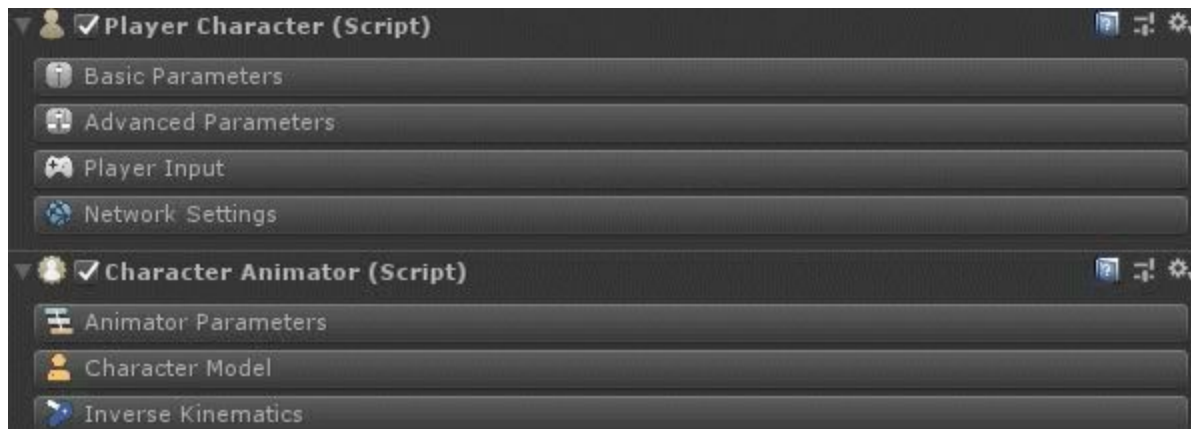 Player Character (Script)
Basic Parameters
Advanced Parameters
Player Input
Network Settings
Character Animator (Script)
Animator Parameters
Character Model
Inverse Kinematics